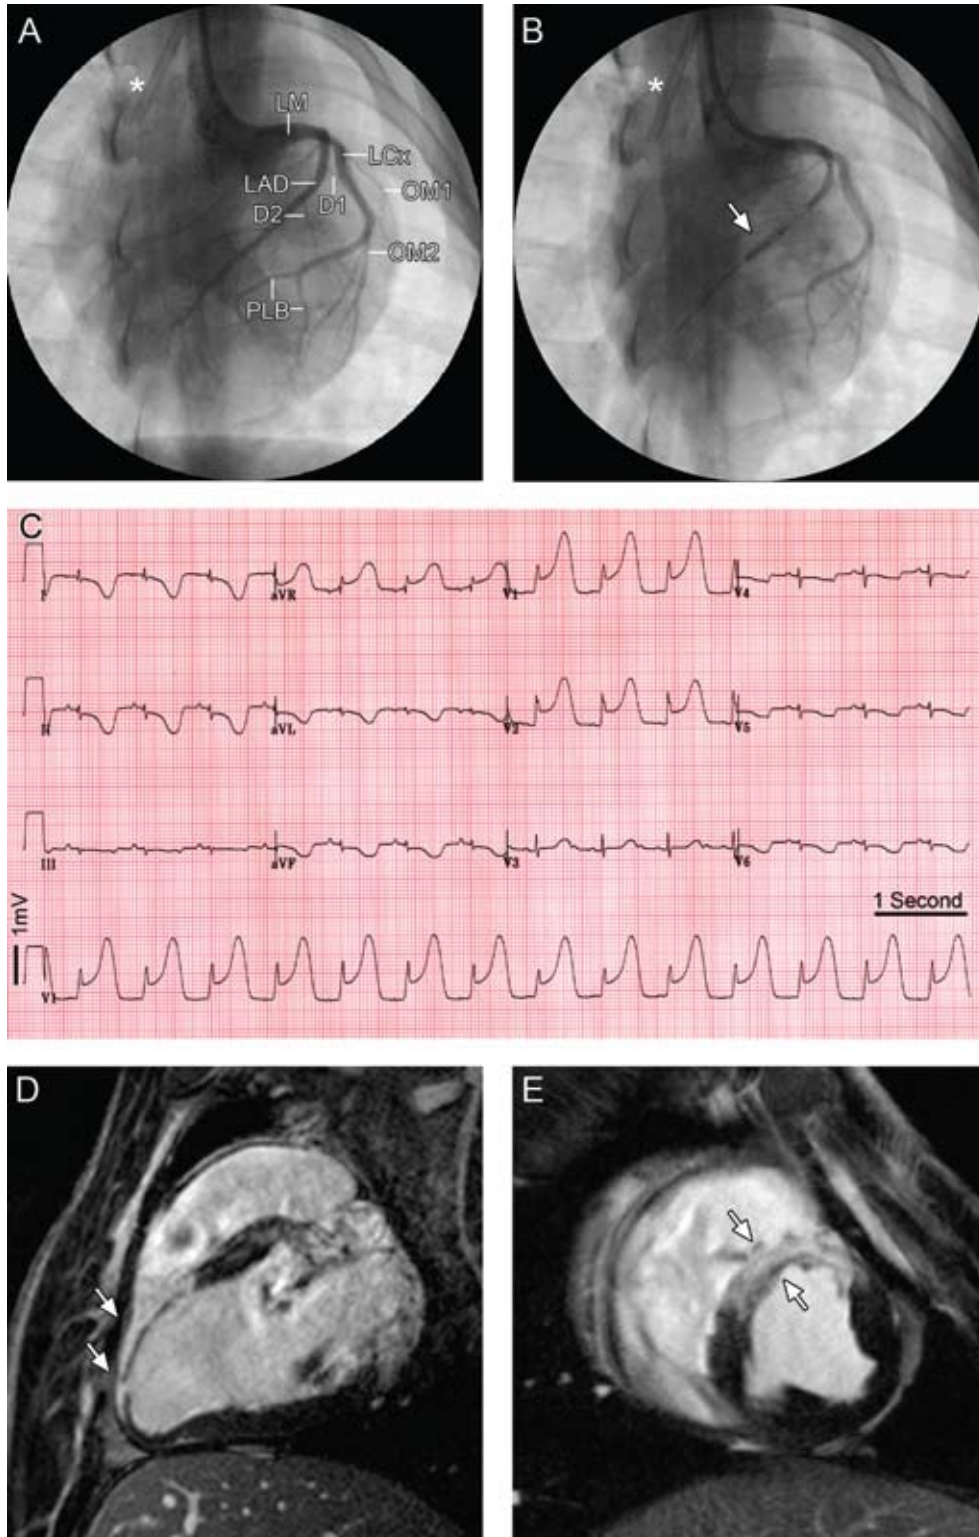 A
*
LM
LCx
LAD
OM1
D2
D1
OM2
PLB
B
*
C
I
aVR
V1
V4
II
aVL
V2
V5
III
aVF
V3
V6
1 Second
1mV
V1
D
E